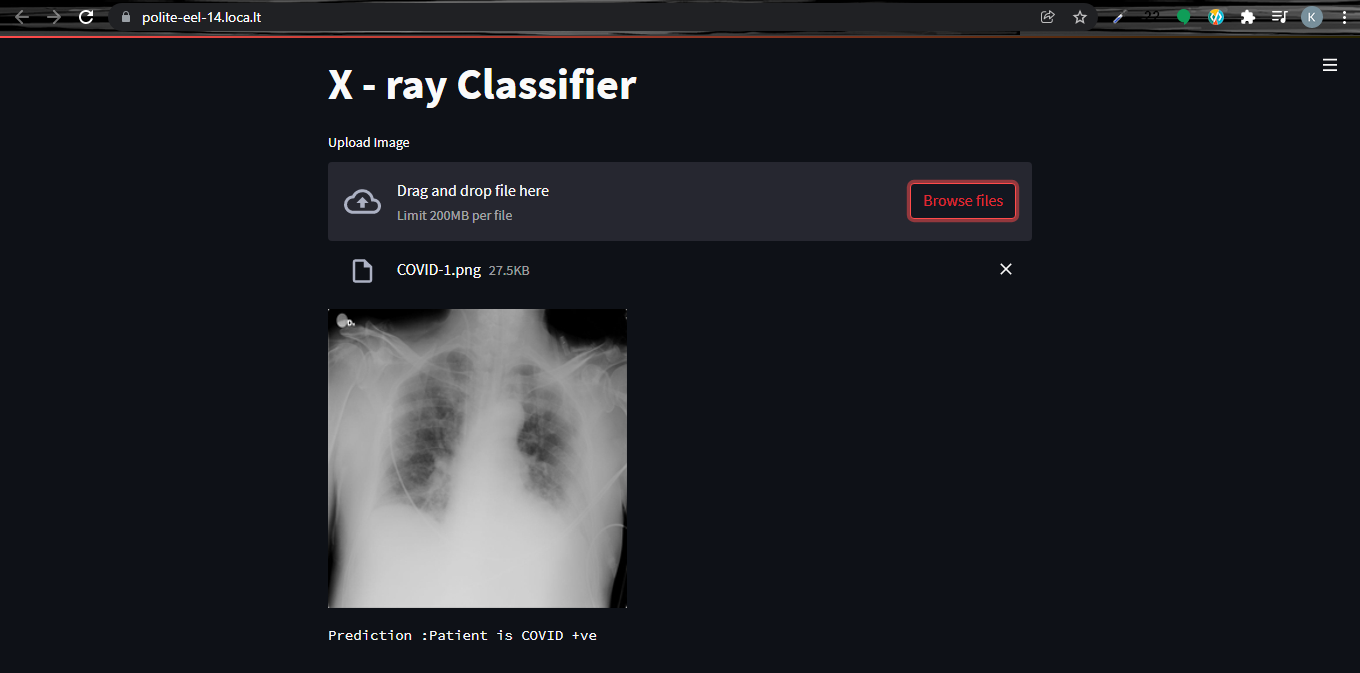 polite-eel-14.loca.lt
K
X - ray Classifier
Upload Image
Drag and drop file here
Limit 200MB per file
Browse files
COVID-1.png 27.5KB
Prediction :Patient is COVID +ve